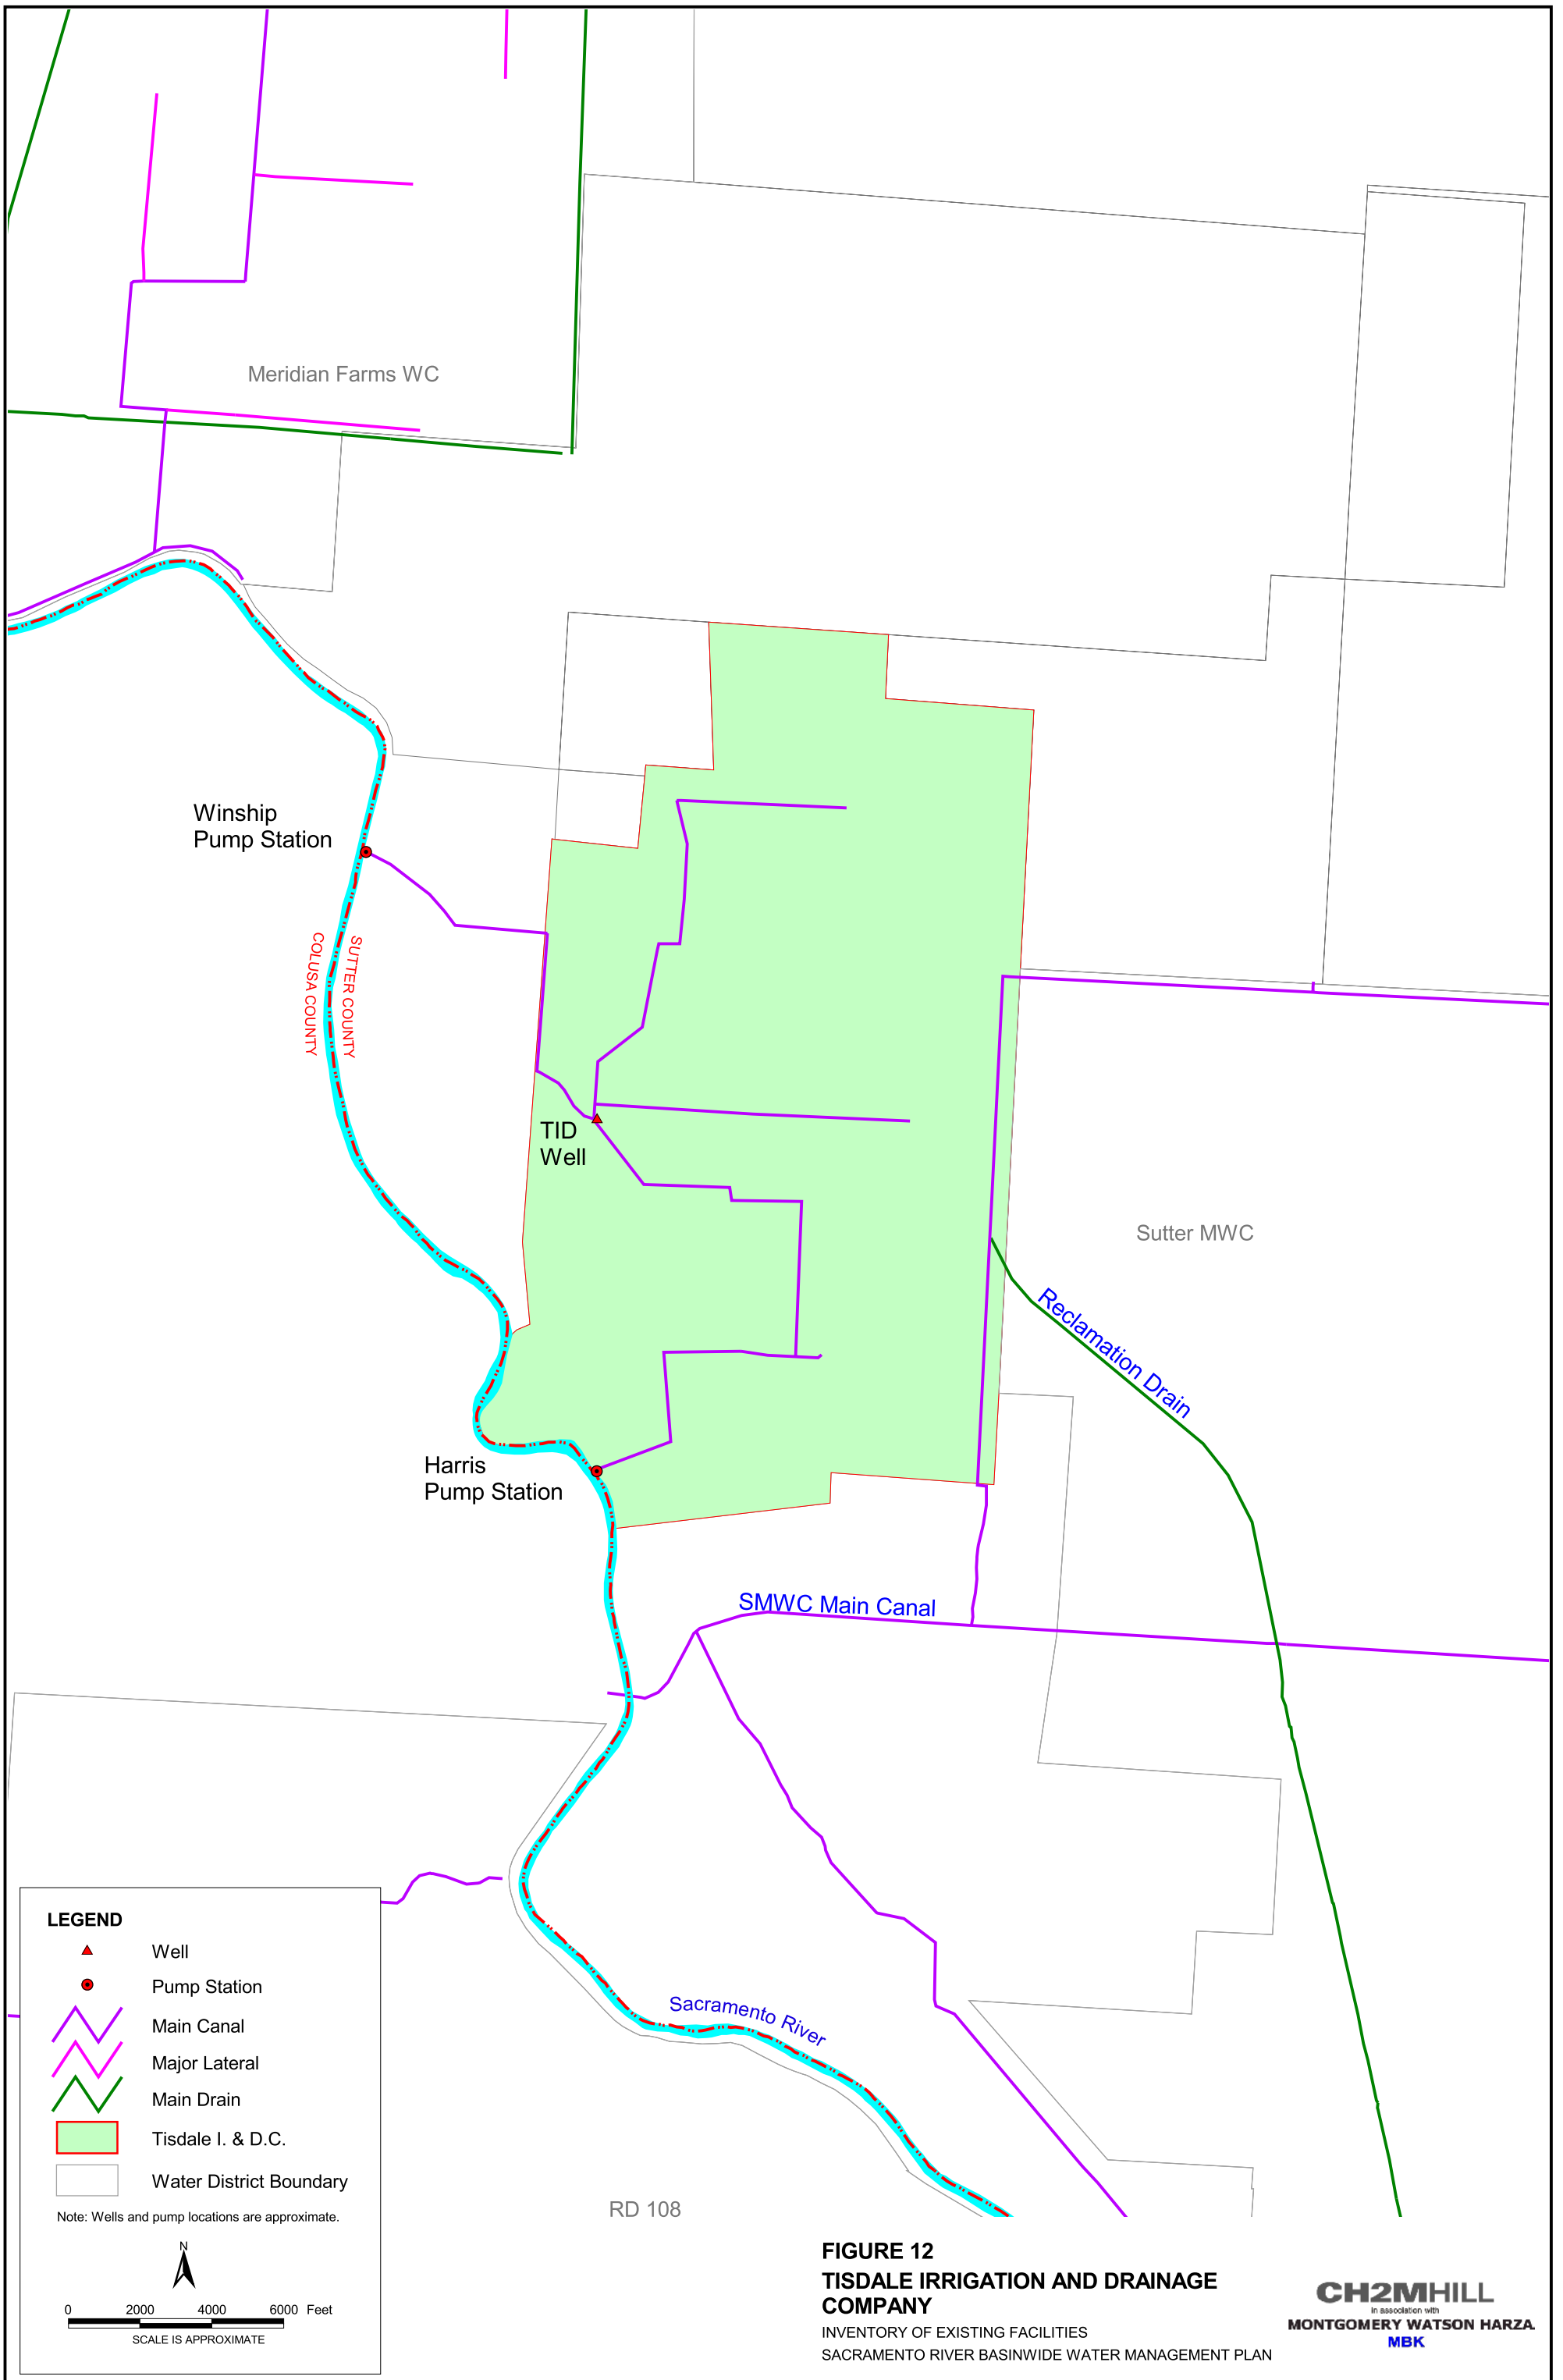 Meridian Farms WC
Winship
Pump Station
COLUSA COUNTY
SUTTER COUNTY
TID
Well
Sutter MWC
Reclamation Drain
Harris
Pump Station
SMWC Main Canal
Sacramento River
RD 108
LEGEND
Well
Pump Station
Main Canal
Major Lateral
Main Drain
Tisdale I. & D.C.
Water District Boundary
Note: Wells and pump locations are approximate.
N
0 2000 4000 6000 Feet
SCALE IS APPROXIMATE
FIGURE 12
TISDALE IRRIGATION AND DRAINAGE
COMPANY
INVENTORY OF EXISTING FACILITIES
SACRAMENTO RIVER BASINWIDE WATER MANAGEMENT PLAN
CH2MHILL
in association with
MONTGOMERY WATSON HARZA
MBK